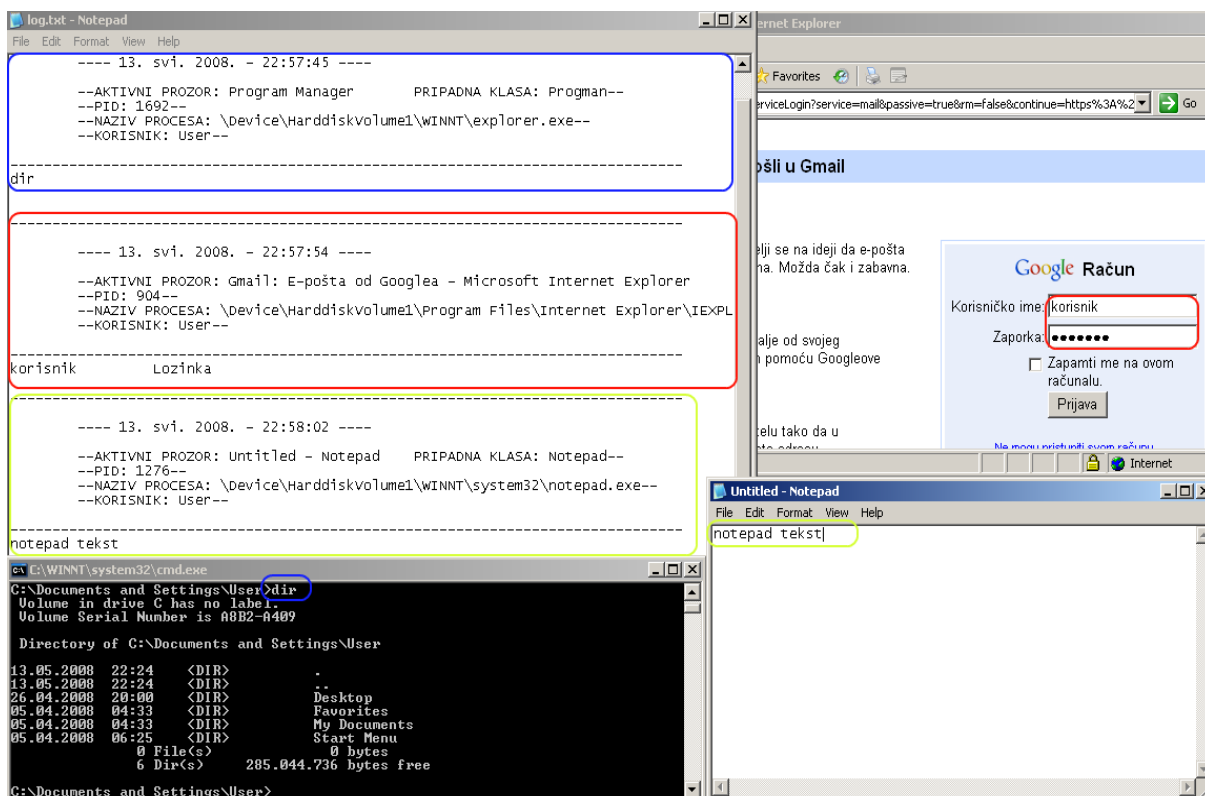 log.txt - Notepad
File Edit Format View Help
---- 13. svi. 2008. - 22:57:45 ----
--AKTIVNI PROZOR: Program Manager PRIPADNA KLASA: Progman--
--PID: 1692--
--NAZIV PROCESA: \Device\HarddiskVolume1\WINNT\explorer.exe--
--KORISNIK: User--
--------------------------------------------------------------------------------
dir
--------------------------------------------------------------------------------
---- 13. svi. 2008. - 22:57:54 ----
--AKTIVNI PROZOR: Gmail: E-pošta od Googlea - Microsoft Internet Explorer
--PID: 904--
--NAZIV PROCESA: \Device\HarddiskVolume1\Program Files\Internet Explorer\IEXPL
--KORISNIK: User--
--------------------------------------------------------------------------------
korisnik Lozinka
--------------------------------------------------------------------------------
---- 13. svi. 2008. - 22:58:02 ----
--AKTIVNI PROZOR: Untitled - Notepad PRIPADNA KLASA: Notepad--
--PID: 1276--
--NAZIV PROCESA: \Device\HarddiskVolume1\WINNT\system32\notepad.exe--
--KORISNIK: User--
--------------------------------------------------------------------------------
notepad tekst
ernet Explorer
Favorites
erviceLogin?service=mail&passive=true&rm=false&continue=https%3A%2 Go
ošli u Gmail
elji se na ideji da e-pošta
na. Možda čak i zabavna.
alje od svojeg
pomoću Googleove
telu tako da u
Google Račun
Korisničko ime: korisnik
Zaporka: •••••••
Zapamti me na ovom
računalu.
Prijava
Ne mogu pristupiti svom računu
Internet
C:\WINNT\system32\cmd.exe
C:\Documents and Settings\User>dir
Volume in drive C has no label.
Volume Serial Number is A8B2-A409
Directory of C:\Documents and Settings\User
13.05.2008 22:24 <DIR> .
13.05.2008 22:24 <DIR> ..
26.04.2008 20:00 <DIR> Desktop
05.04.2008 04:33 <DIR> Favorites
05.04.2008 04:33 <DIR> My Documents
05.04.2008 06:25 <DIR> Start Menu
0 File(s) 0 bytes
6 Dir(s) 285.044.736 bytes free
C:\Documents and Settings\User>
Untitled - Notepad
File Edit Format View Help
notepad tekst